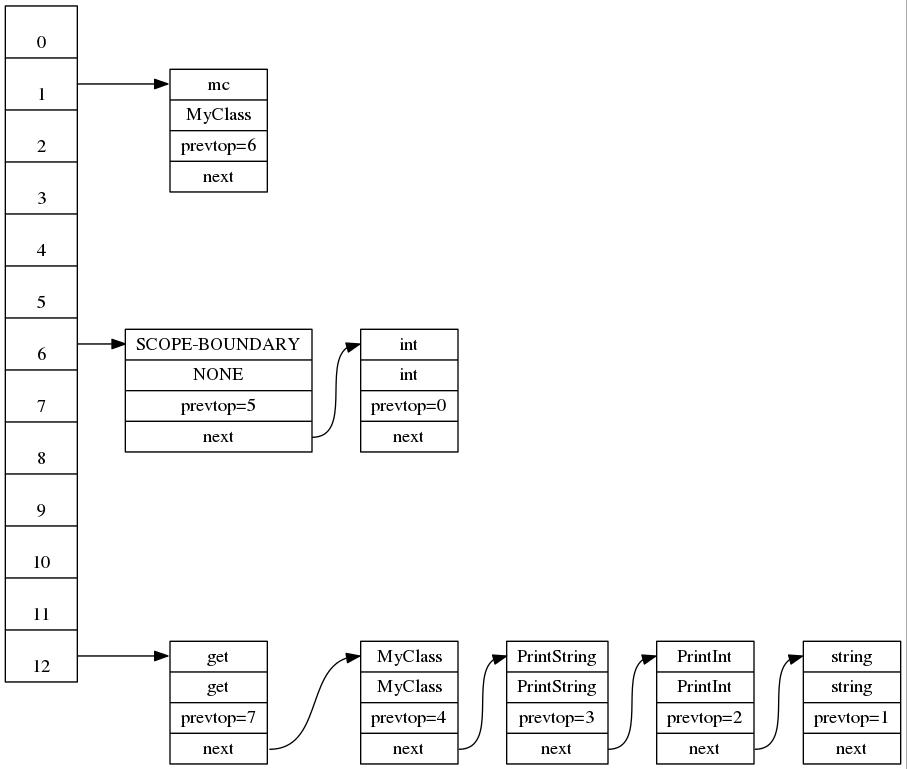 0
1
2
3
4
5
6
7
8
9
10
11
12
mc
MyClass
prevtop=6
next
SCOPE-BOUNDARY
NONE
prevtop=5
next
int
int
prevtop=0
next
get
get
prevtop=7
next
MyClass
MyClass
prevtop=4
next
PrintString
PrintString
prevtop=3
next
PrintInt
PrintInt
prevtop=2
next
string
string
prevtop=1
next